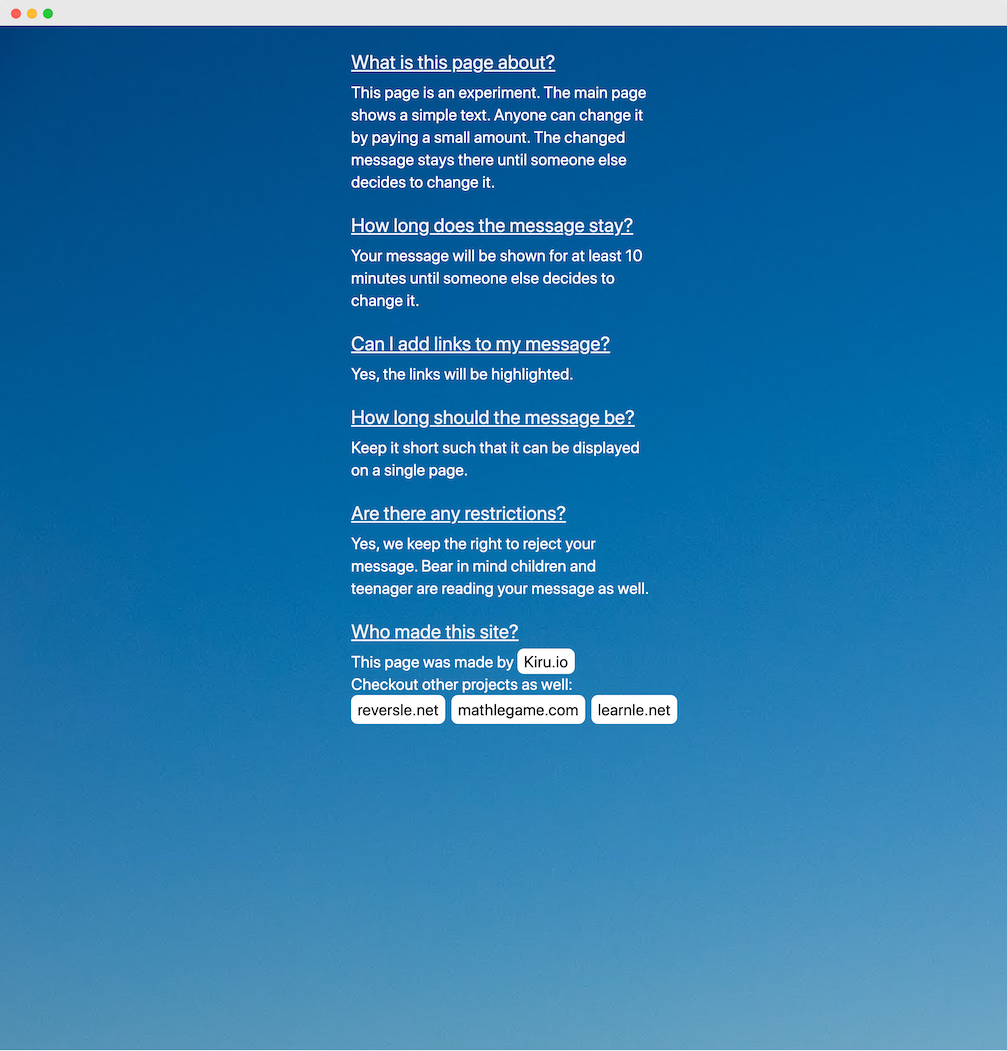 What is this page about?
This page is an experiment. The main page
shows a simple text. Anyone can change it
by paying a small amount. The changed
message stays there until someone else
decides to change it.
How long does the message stay?
Your message will be shown for at least 10
minutes until someone else decides to
change it.
Can I add links to my message?
Yes, the links will be highlighted.
How long should the message be?
Keep it short such that it can be displayed
on a single page.
Are there any restrictions?
Yes, we keep the right to reject your
message. Bear in mind children and
teenager are reading your message as well.
Who made this site?
This page was made by Kiru.io
Checkout other projects as well:
reversle.net mathlegame.com learnle.net